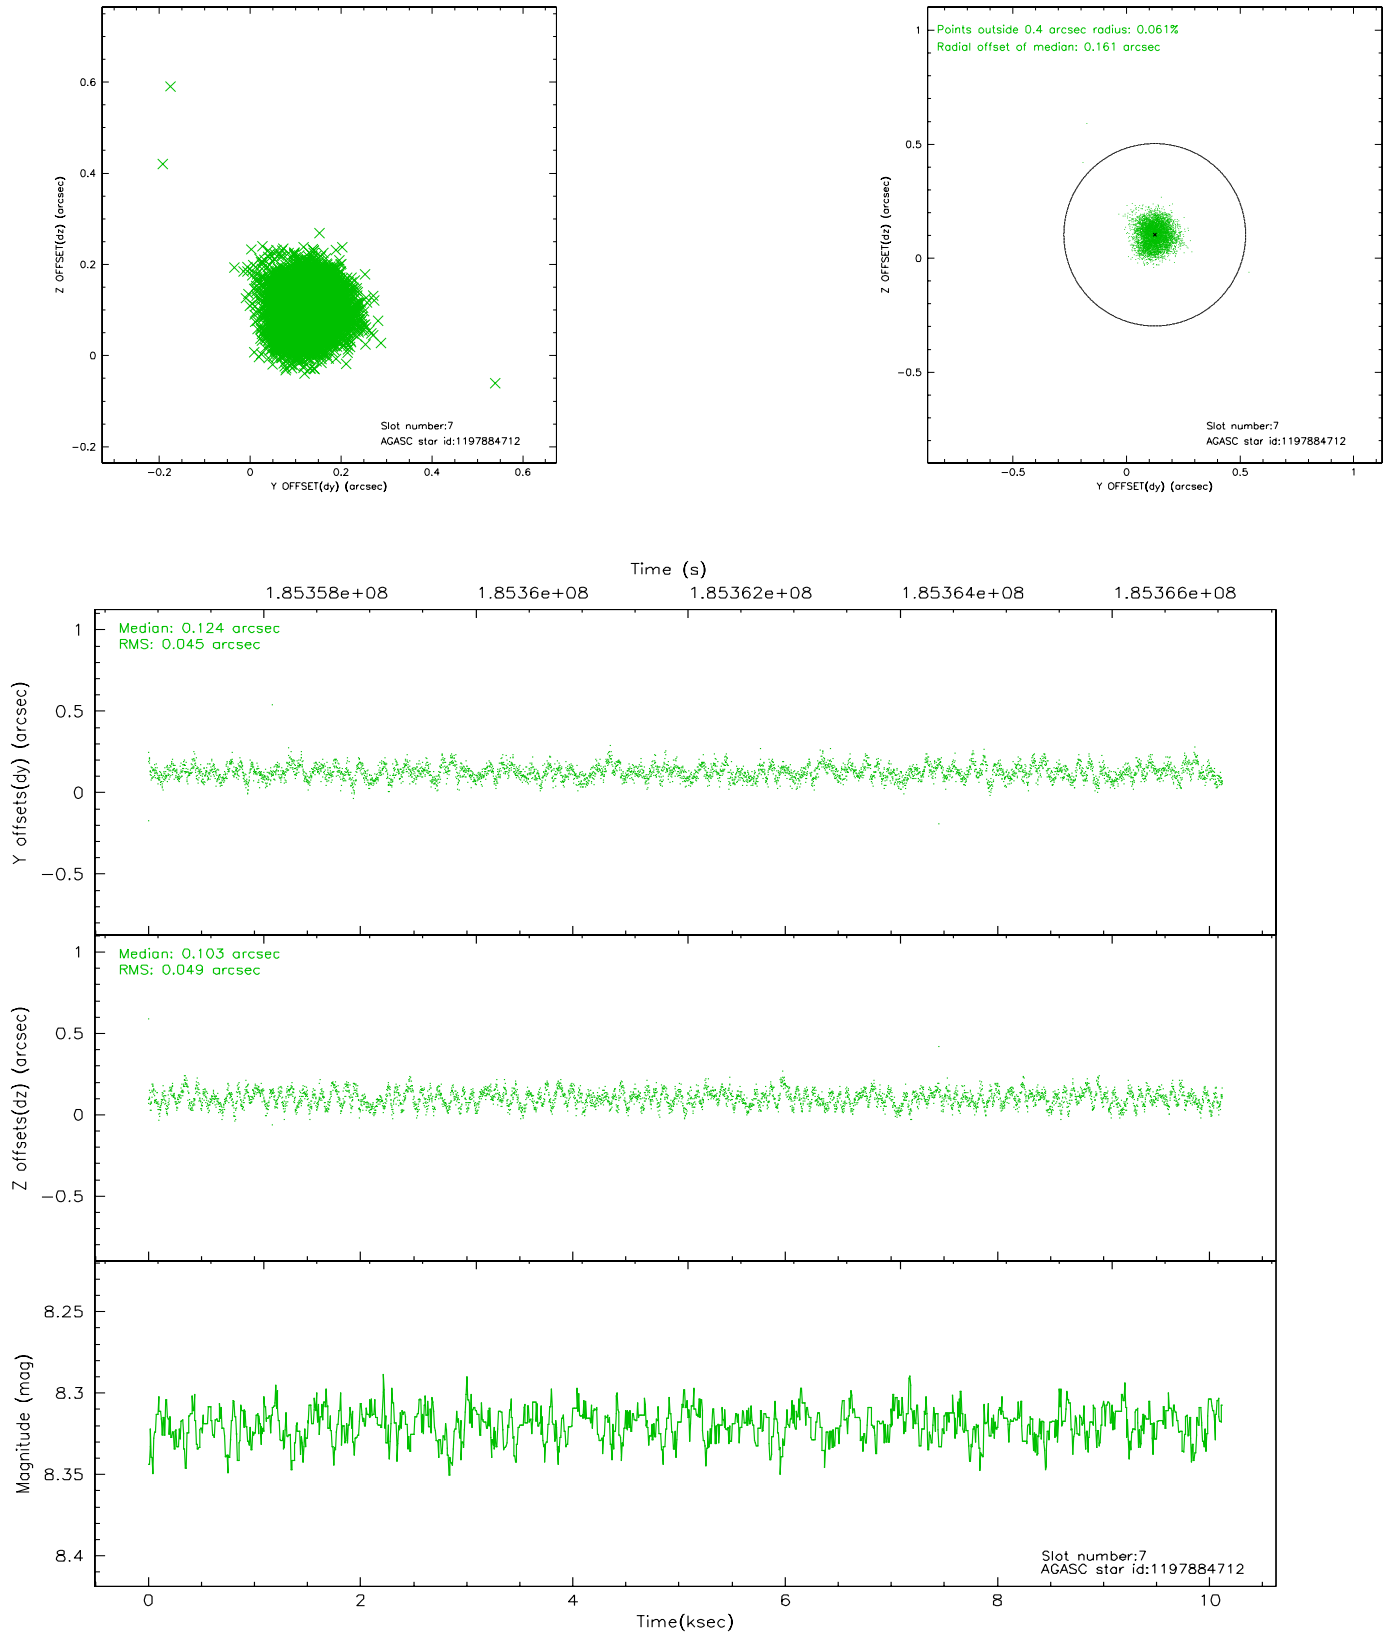 0.6
0.4
0.2
0
−0.2
Z OFFSET(dz) (arcsec)
Slot number:7
AGASC star id:1197884712
−0.2 0 0.2 0.4 0.6
Y OFFSET(dy) (arcsec)
Points outside 0.4 arcsec radius: 0.061%
Radial offset of median: 0.161 arcsec
1
0.5
0
−0.5
Z OFFSET(dz) (arcsec)
Slot number:7
AGASC star id:1197884712
−0.5 0 0.5 1
Y OFFSET(dy) (arcsec)
Time (s)
1.85358e+08 1.8536e+08 1.85362e+08 1.85364e+08 1.85366e+08
Median: 0.124 arcsec
RMS: 0.045 arcsec
1
0.5
0
−0.5
Y offsets(dy) (arcsec)
Median: 0.103 arcsec
RMS: 0.049 arcsec
1
0.5
0
−0.5
Z offsets(dz) (arcsec)
8.25
8.3
8.35
8.4
Magnitude (mag)
Slot number:7
AGASC star id:1197884712
0 2 4 6 8 10
Time(ksec)